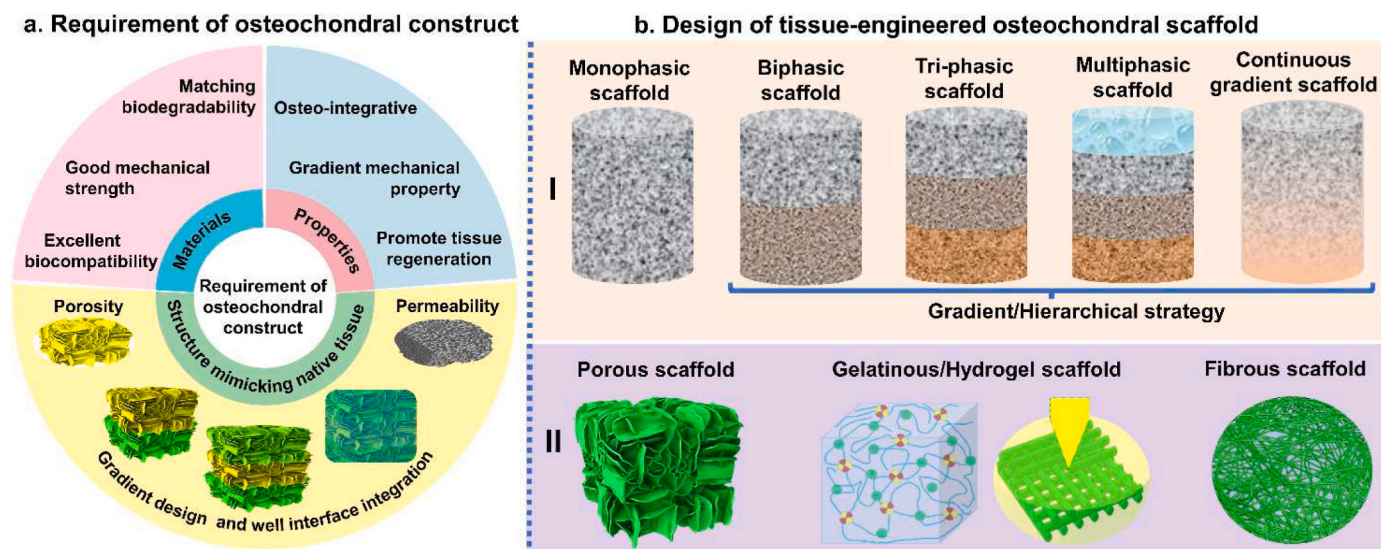 a. Requirement of osteochondral construct
Matching
biodegradability
Good mechanical
strength
Excellent
biocompatibility
Osteo-integrative
Gradient mechanical
property
Promote tissue
regeneration
Materials
Properties
Structure mimicking native tissue
Requirement of
osteochondral
construct
Porosity
Permeability
Gradient design and well interface integration
b. Design of tissue-engineered osteochondral scaffold
I
Monophasic
scaffold
Biphasic
scaffold
Tri-phasic
scaffold
Multiphasic
scaffold
Continuous
gradient scaffold
Gradient/Hierarchical strategy
II
Porous scaffold
Gelatinous/Hydrogel scaffold
Fibrous scaffold